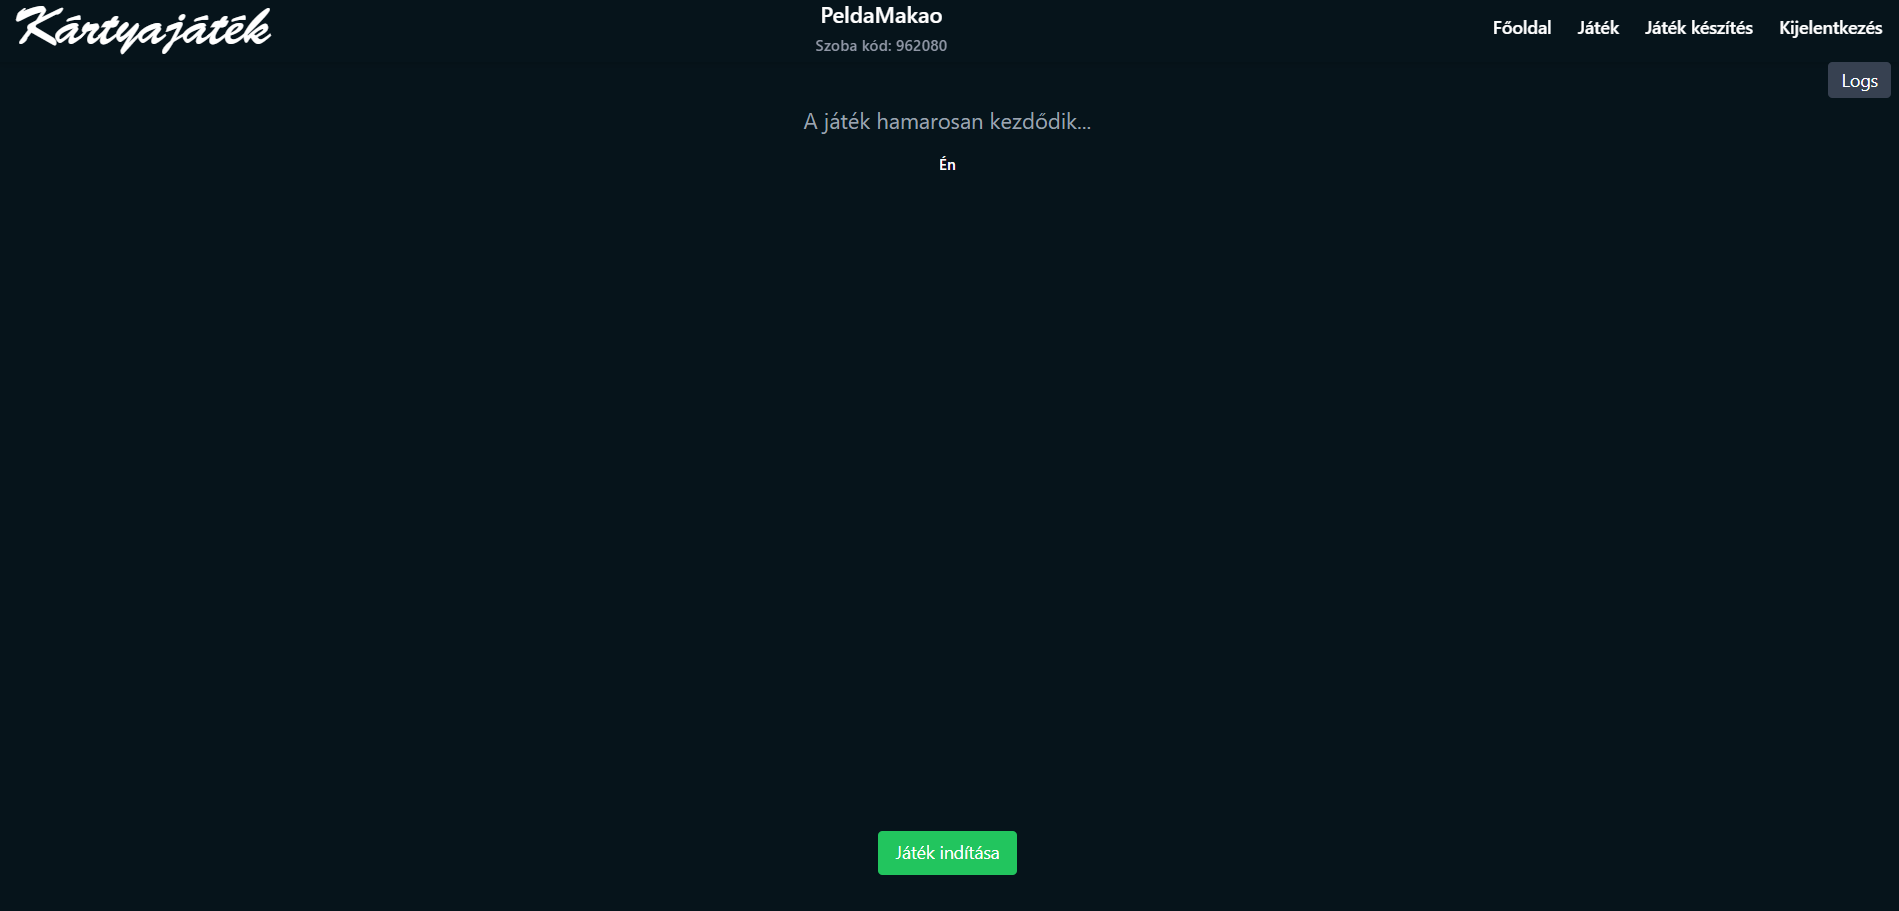 Kártyajáték
PeldaMakao
Szoba kód: 962080
Főoldal
Játék
Játék készítés
Kijelentkezés
Logs
A játék hamarosan kezdődik...
Én
Játék indítása